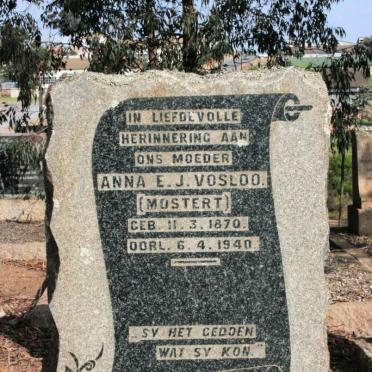 IN LIEFDEVOLLE
HERINNERING AAN
ONS MOEDER
ANNA E.J. VOSLOO.
[MOSTERT]
GEB. 11.3.1870.
OORL. 6.4.1940.
"SY HET GEDOEN
WAT SY KON."